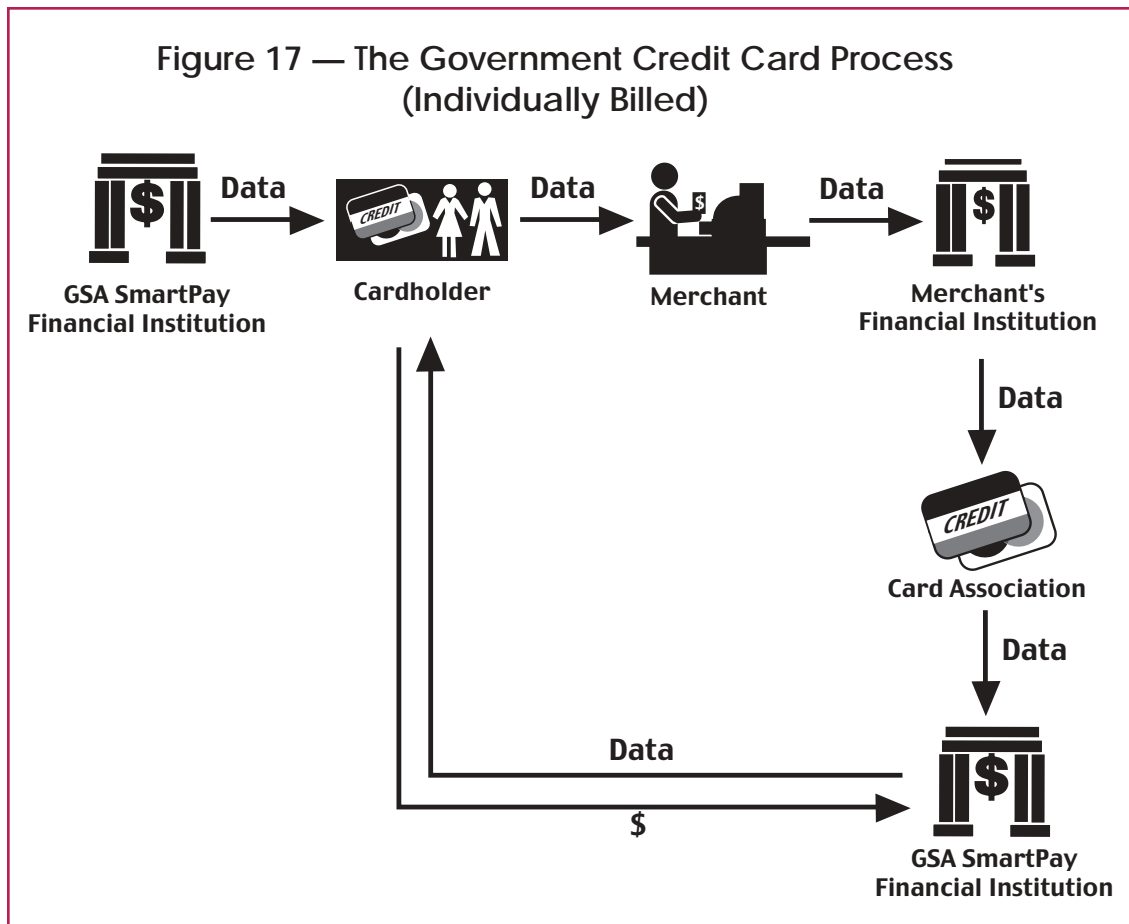 Figure 17 — The Government Credit Card Process
(Individually Billed)
$
Data
CREDIT
Data
$
Data
$
GSA SmartPay
Financial Institution
Cardholder
Merchant
Merchant's
Financial Institution
Data
CREDIT
Card Association
Data
Data
$
$
GSA SmartPay
Financial Institution